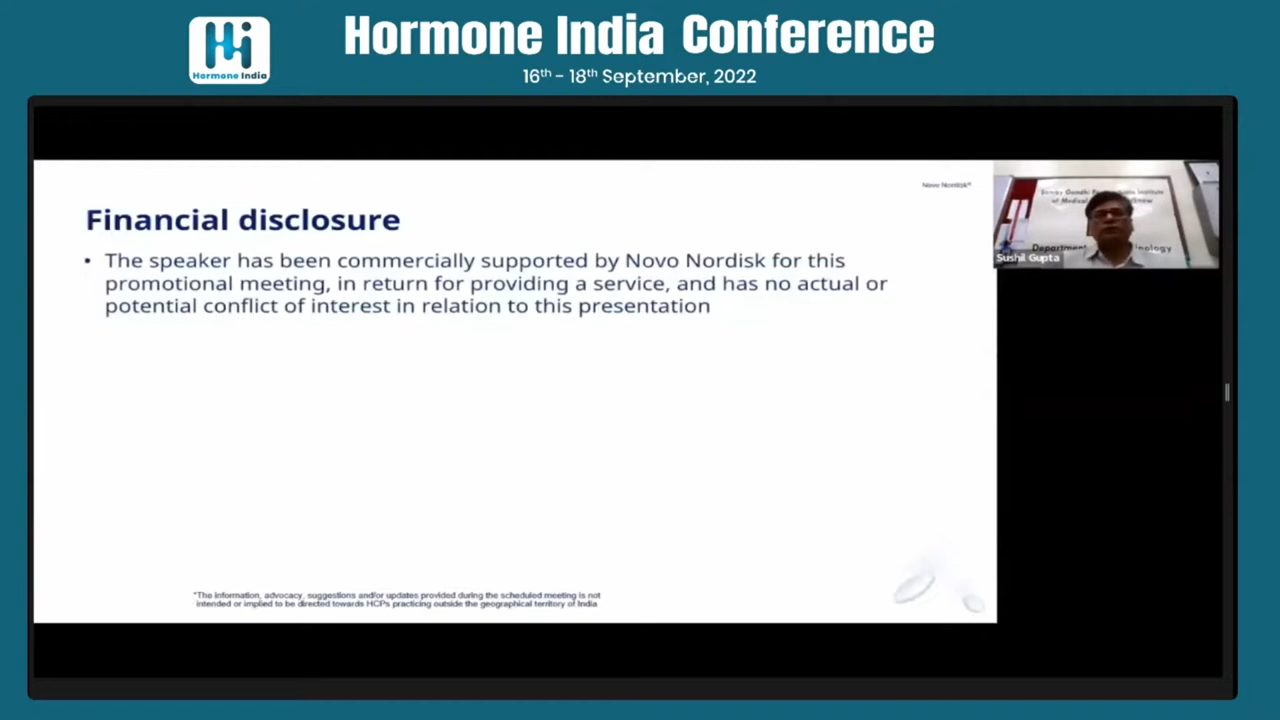 Hormone India
Hormone India Conference
16th - 18th September, 2022
Novo Nordisk®
Financial disclosure
• The speaker has been commercially supported by Novo Nordisk for this
promotional meeting, in return for providing a service, and has no actual or
potential conflict of interest in relation to this presentation
Institute
of Medical
Department
Sushil Gupta
*The information, advocacy, suggestions and/or updates provided during the scheduled meeting is not
intended or implied to be directed towards HCPs practicing outside the geographical territory of India